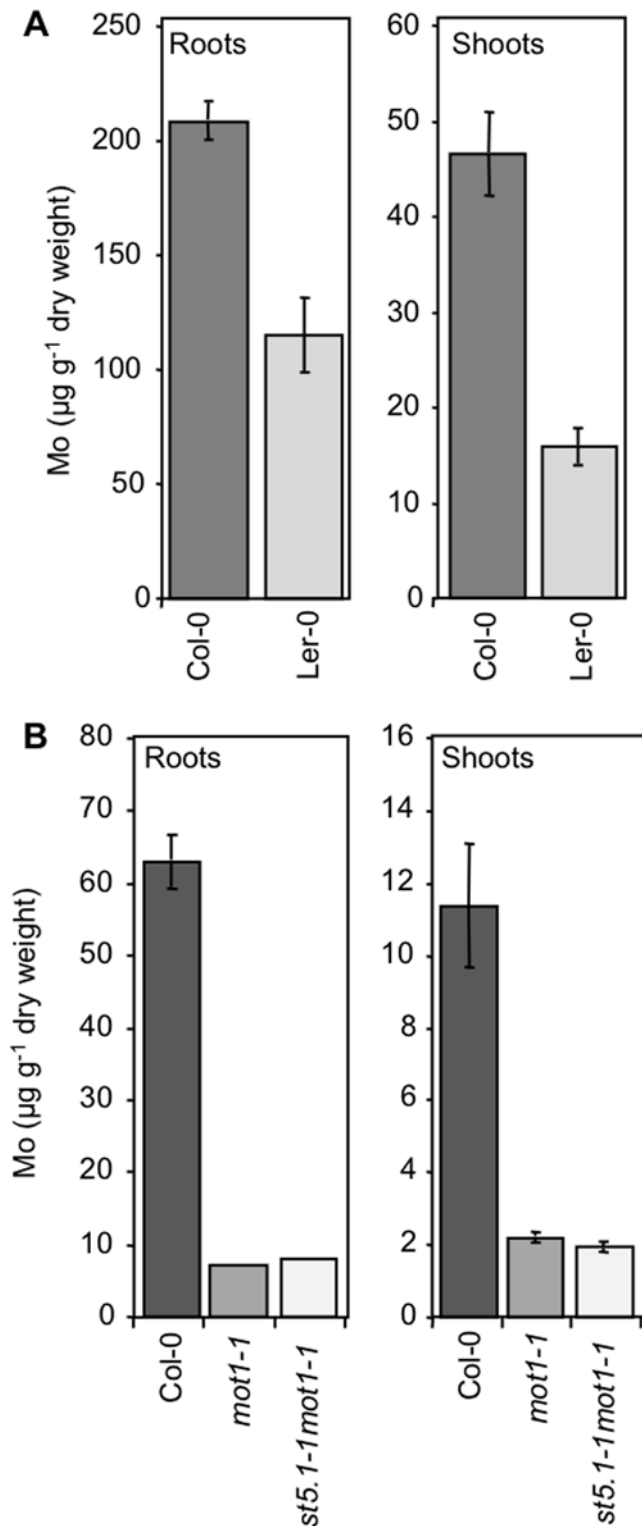 A
Roots
Shoots
Mo (µg g⁻¹ dry weight)
250
200
150
100
50
0
60
50
40
30
20
10
0
Col-0
Ler-0
Col-0
Ler-0
B
Roots
Shoots
Mo (µg g⁻¹ dry weight)
80
70
60
50
40
30
20
10
0
16
14
12
10
8
6
4
2
0
Col-0
mot1-1
st5.1-1mot1-1
Col-0
mot1-1
st5.1-1mot1-1